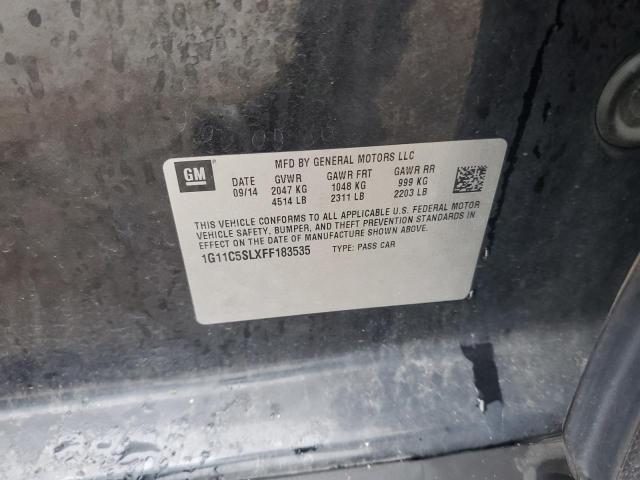 MFD BY GENERAL MOTORS LLC
GM
DATE GVWR GAWR FRT GAWR RR
09/14 2047 KG 1048 KG 999 KG
4514 LB 2311 LB 2203 LB
THIS VEHICLE CONFORMS TO ALL APPLICABLE U.S. FEDERAL MOTOR
VEHICLE SAFETY, BUMPER, AND THEFT PREVENTION STANDARDS IN
EFFECT ON THE DATE OF MANUFACTURE SHOWN ABOVE.
1G11C5SLXFF183535 TYPE: PASS CAR